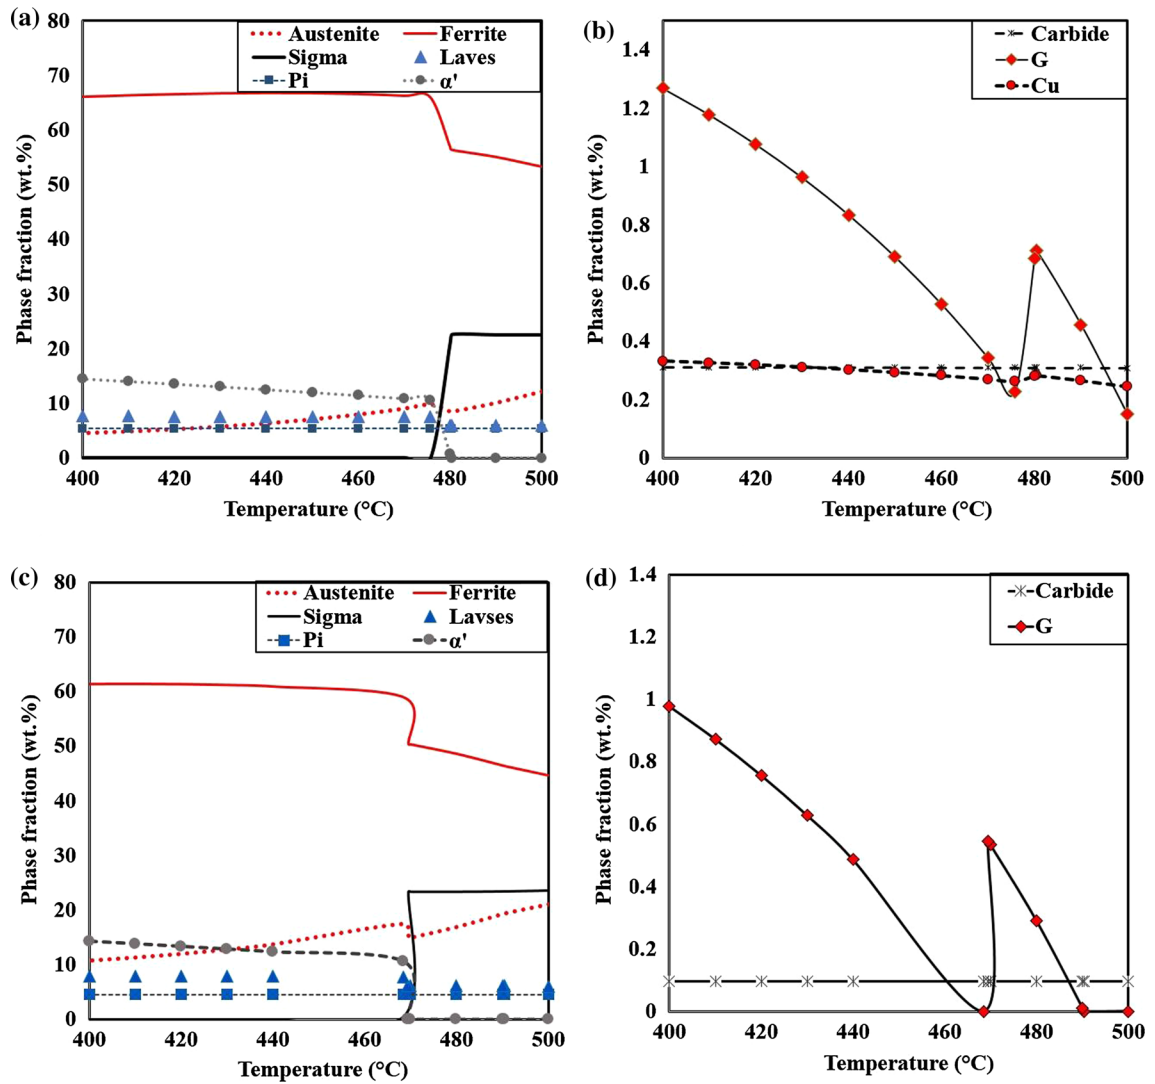 (a)
Phase fraction (wt.%)
80
70
60
50
40
30
20
10
0
Austenite
Ferrite
Sigma
Laves
Pi
α'
400 420 440 460 480 500
Temperature (°C)
(b)
Phase fraction (wt.%)
1.4
1.2
1
0.8
0.6
0.4
0.2
0
Carbide
G
Cu
400 420 440 460 480 500
Temperature (°C)
(c)
Phase fraction (wt.%)
80
70
60
50
40
30
20
10
0
Austenite
Ferrite
Sigma
Lavses
Pi
α'
400 420 440 460 480 500
Temperature (°C)
(d)
Phase fraction (wt.%)
1.4
1.2
1
0.8
0.6
0.4
0.2
0
Carbide
G
400 420 440 460 480 500
Temperature (°C)